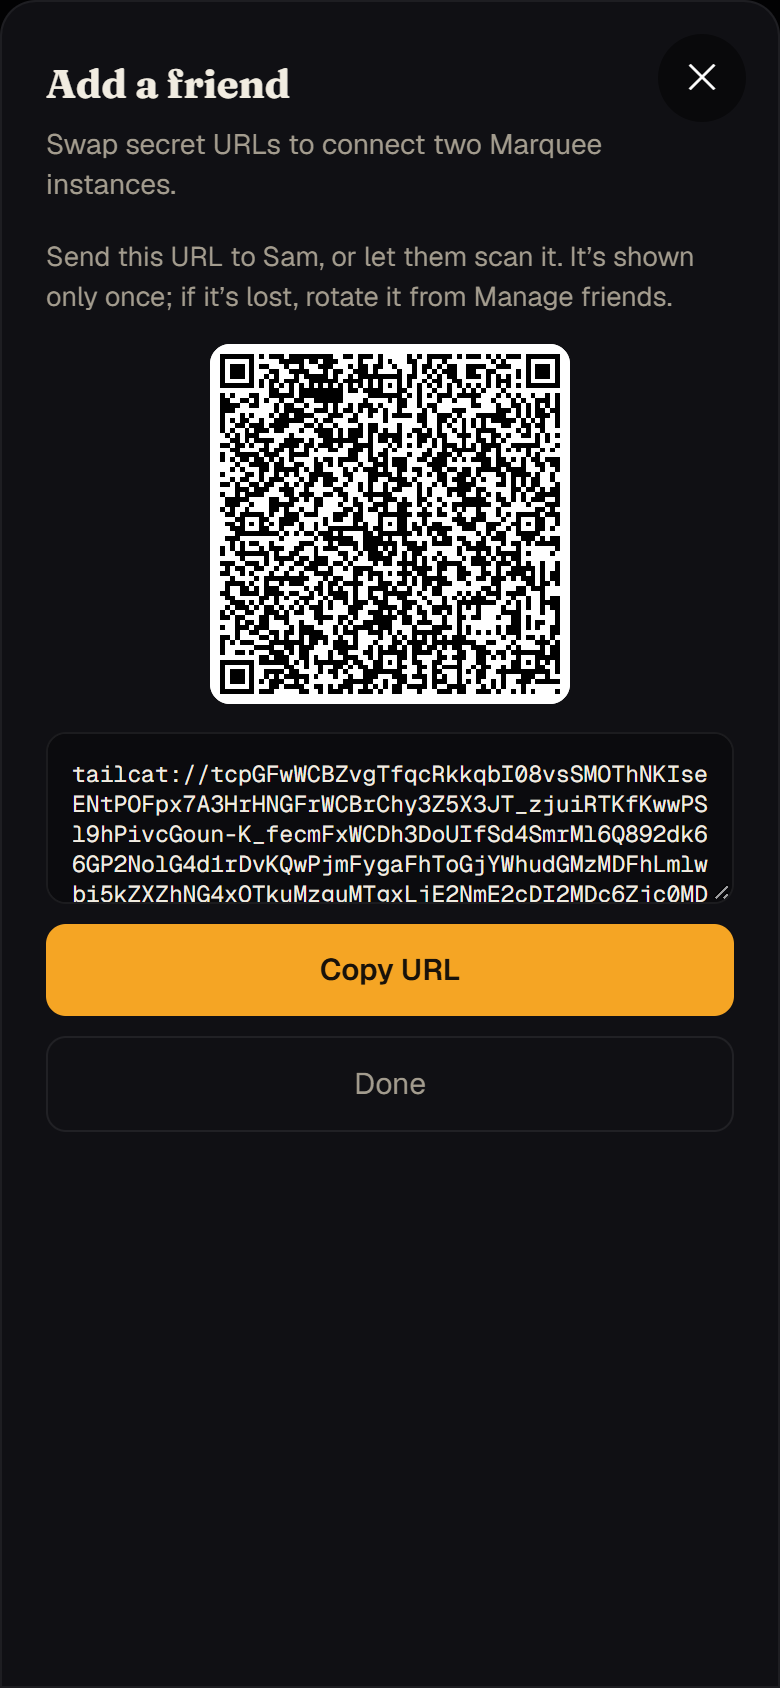 Add a friend
Swap secret URLs to connect two Marquee
instances.
Send this URL to Sam, or let them scan it. It’s shown
only once; if it’s lost, rotate it from Manage friends.
tailcat://tcpGFwWCBZvgTfqcRkkqbI08vsSMOThNKIse
ENtPOFpx7A3HrHNGFrWCBrChy3Z5X3JT_zjuiRTKfKwwPS
l9hPivcGoun-K_fecmFxWCDh3DoUIfSd4SmrMl6Q892dk6
6GP2NolG4d1rDvKQwPjmFygaFhToGjYWhudGMzMDFhLmlw
bi5kZXZhNG4xOTkuMzguMTgxLjE2NmE2cDI2MDc6Zjc0MD
Copy URL
Done